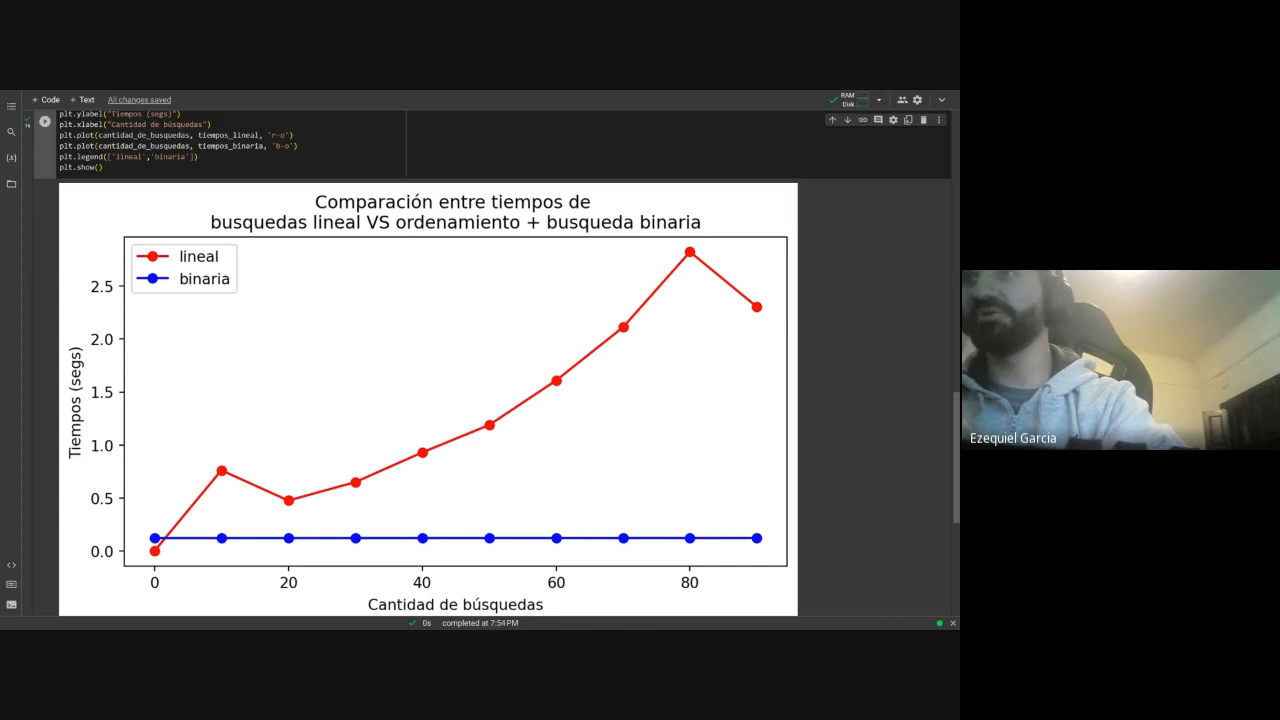 + Code + Text All changes saved
RAM
Disk
plt.ylabel("Tiempos (segs)")
plt.xlabel("Cantidad de búsquedas")
plt.plot(cantidad_de_busquedas, tiempos_lineal, 'r-o')
plt.plot(cantidad_de_busquedas, tiempos_binaria, 'b-o')
plt.legend(['lineal','binaria'])
plt.show()
Comparación entre tiempos de
busquedas lineal VS ordenamiento + busqueda binaria
lineal
binaria
2.5
2.0
1.5
1.0
0.5
0.0
Tiempos (segs)
0 20 40 60 80
Cantidad de búsquedas
0s completed at 7:54 PM
Ezequiel Garcia